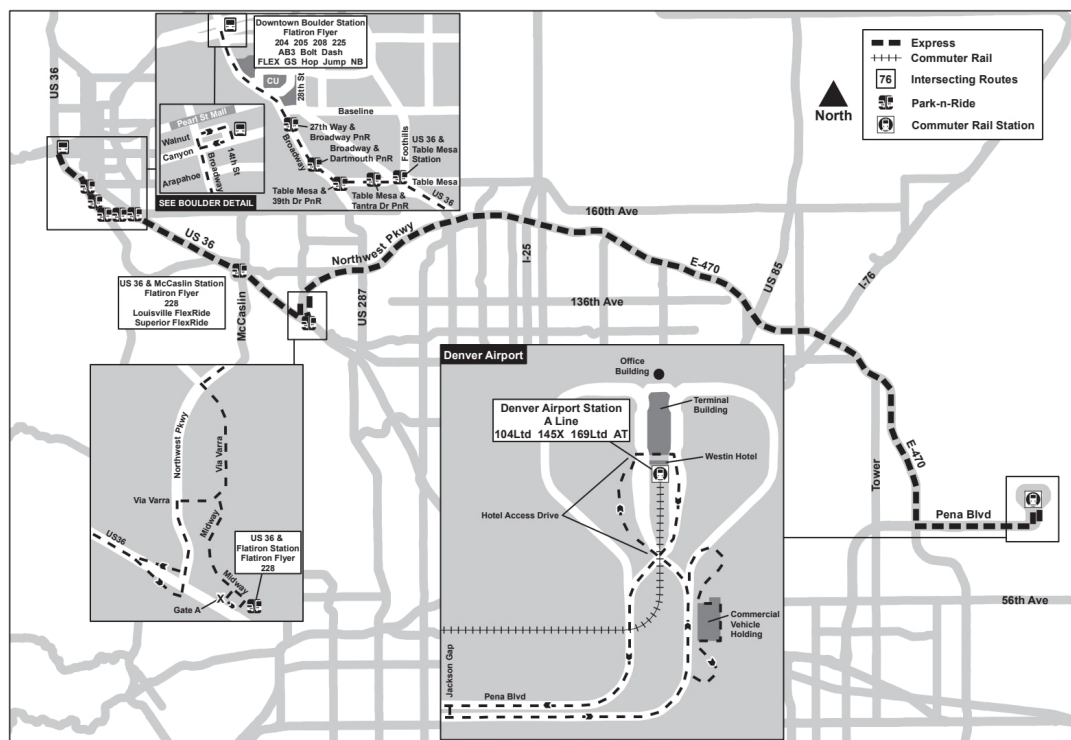 US 36
Downtown Boulder Station
Flatiron Flyer
204 205 208 225
AB3 Bolt Dash
FLEX GS Hop Jump NB
CU
28th St
Baseline
Pearl St Mall
Walnut
Canyon
Arapahoe
Broadway
14th St
SEE BOULDER DETAIL
27th Way &
Broadway PnR
Broadway &
Dartmouth PnR
Broadway
Foothills
US 36 &
Table Mesa
Station
Table Mesa
Table Mesa &
39th Dr PnR
Table Mesa &
Tantra Dr PnR
US 36
Express
Commuter Rail
76 Intersecting Routes
Park-n-Ride
Commuter Rail Station
North
160th Ave
US 36
Northwest Pkwy
I-25
E-470
US 85
I-76
US 36 & McCaslin Station
Flatiron Flyer
228
Louisville FlexRide
Superior FlexRide
McCaslin
US 287
136th Ave
Northwest Pkwy
Via Varra
Via Varra
Midway
US36
US 36 &
Flatiron Station
Flatiron Flyer
228
Midway
X
Gate A
Denver Airport
Office
Building
Terminal
Building
Denver Airport Station
A Line
104Ltd 145X 169Ltd AT
Westin Hotel
Hotel Access Drive
Commercial
Vehicle
Holding
Jackson Gap
Pena Blvd
E-470
Tower
Pena Blvd
56th Ave